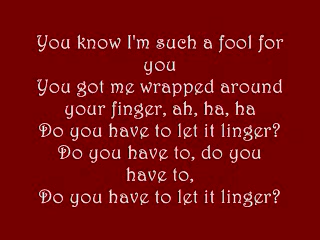 You know I'm such a fool for
you
You got me wrapped around
your finger, ah, ha, ha
Do you have to let it linger?
Do you have to, do you
have to,
Do you have to let it linger?